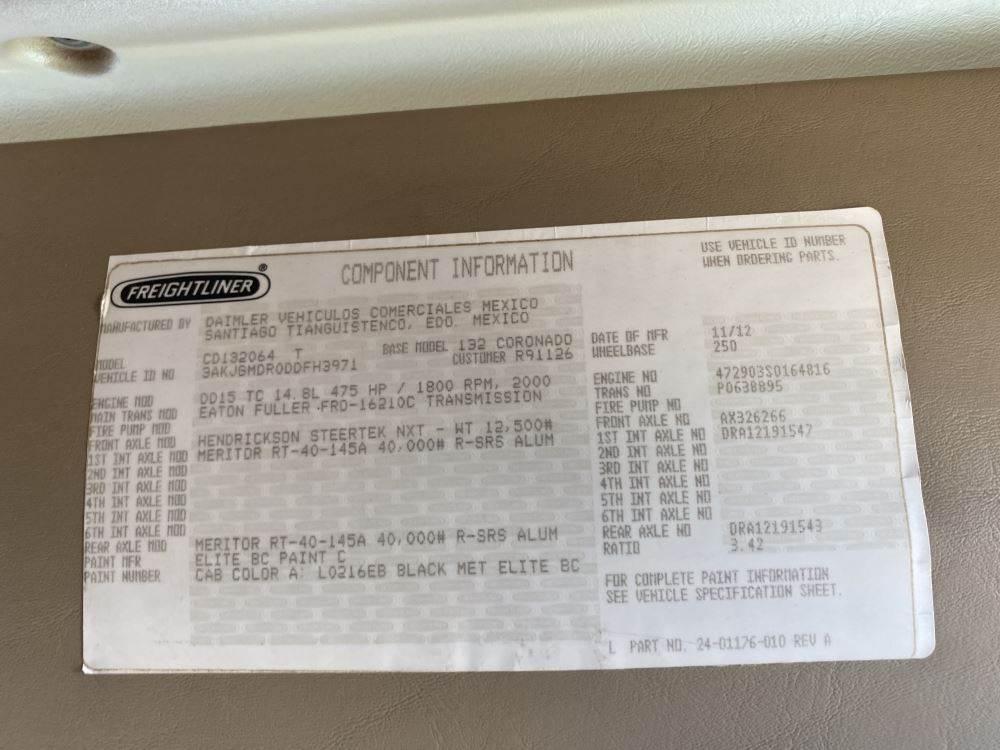 FREIGHTLINER®
COMPONENT INFORMATION
USE VEHICLE ID NUMBER
WHEN ORDERING PARTS.
MANUFACTURED BY DAIMLER VEHICULOS COMERCIALES MEXICO
SANTIAGO TIANGUISTENCO, EDO. MEXICO
MODEL CD132064 T BASE MODEL 132 CORONADO
VEHICLE ID NO 3AKJGMDR0DDFH3971 CUSTOMER R91126
DATE OF MFR 11/12
WHEELBASE 250
ENGINE MOD DD15 TC 14.8L 475 HP / 1800 RPM, 2000
MAIN TRANS MOD EATON FULLER FRO-16210C TRANSMISSION
FIRE PUMP MOD
FRONT AXLE MOD HENDRICKSON STEERTEK NXT - WT 12,500#
1ST INT AXLE MOD MERITOR RT-40-145A 40,000# R-SRS ALUM
2ND INT AXLE MOD
3RD INT AXLE MOD
4TH INT AXLE MOD
5TH INT AXLE MOD
6TH INT AXLE MOD
REAR AXLE MOD MERITOR RT-40-145A 40,000# R-SRS ALUM
PAINT MFR ELITE BC PAINT C
PAINT NUMBER CAB COLOR A: L0216EB BLACK MET ELITE BC
ENGINE NO 472903S0164816
TRANS NO P0638895
FIRE PUMP NO
FRONT AXLE NO AX326266
1ST INT AXLE NO DRA12191547
2ND INT AXLE NO
3RD INT AXLE NO
4TH INT AXLE NO
5TH INT AXLE NO
6TH INT AXLE NO
REAR AXLE NO DRA12191543
RATIO 3.42
FOR COMPLETE PAINT INFORMATION
SEE VEHICLE SPECIFICATION SHEET.
L PART NO. 24-01176-010 REV A